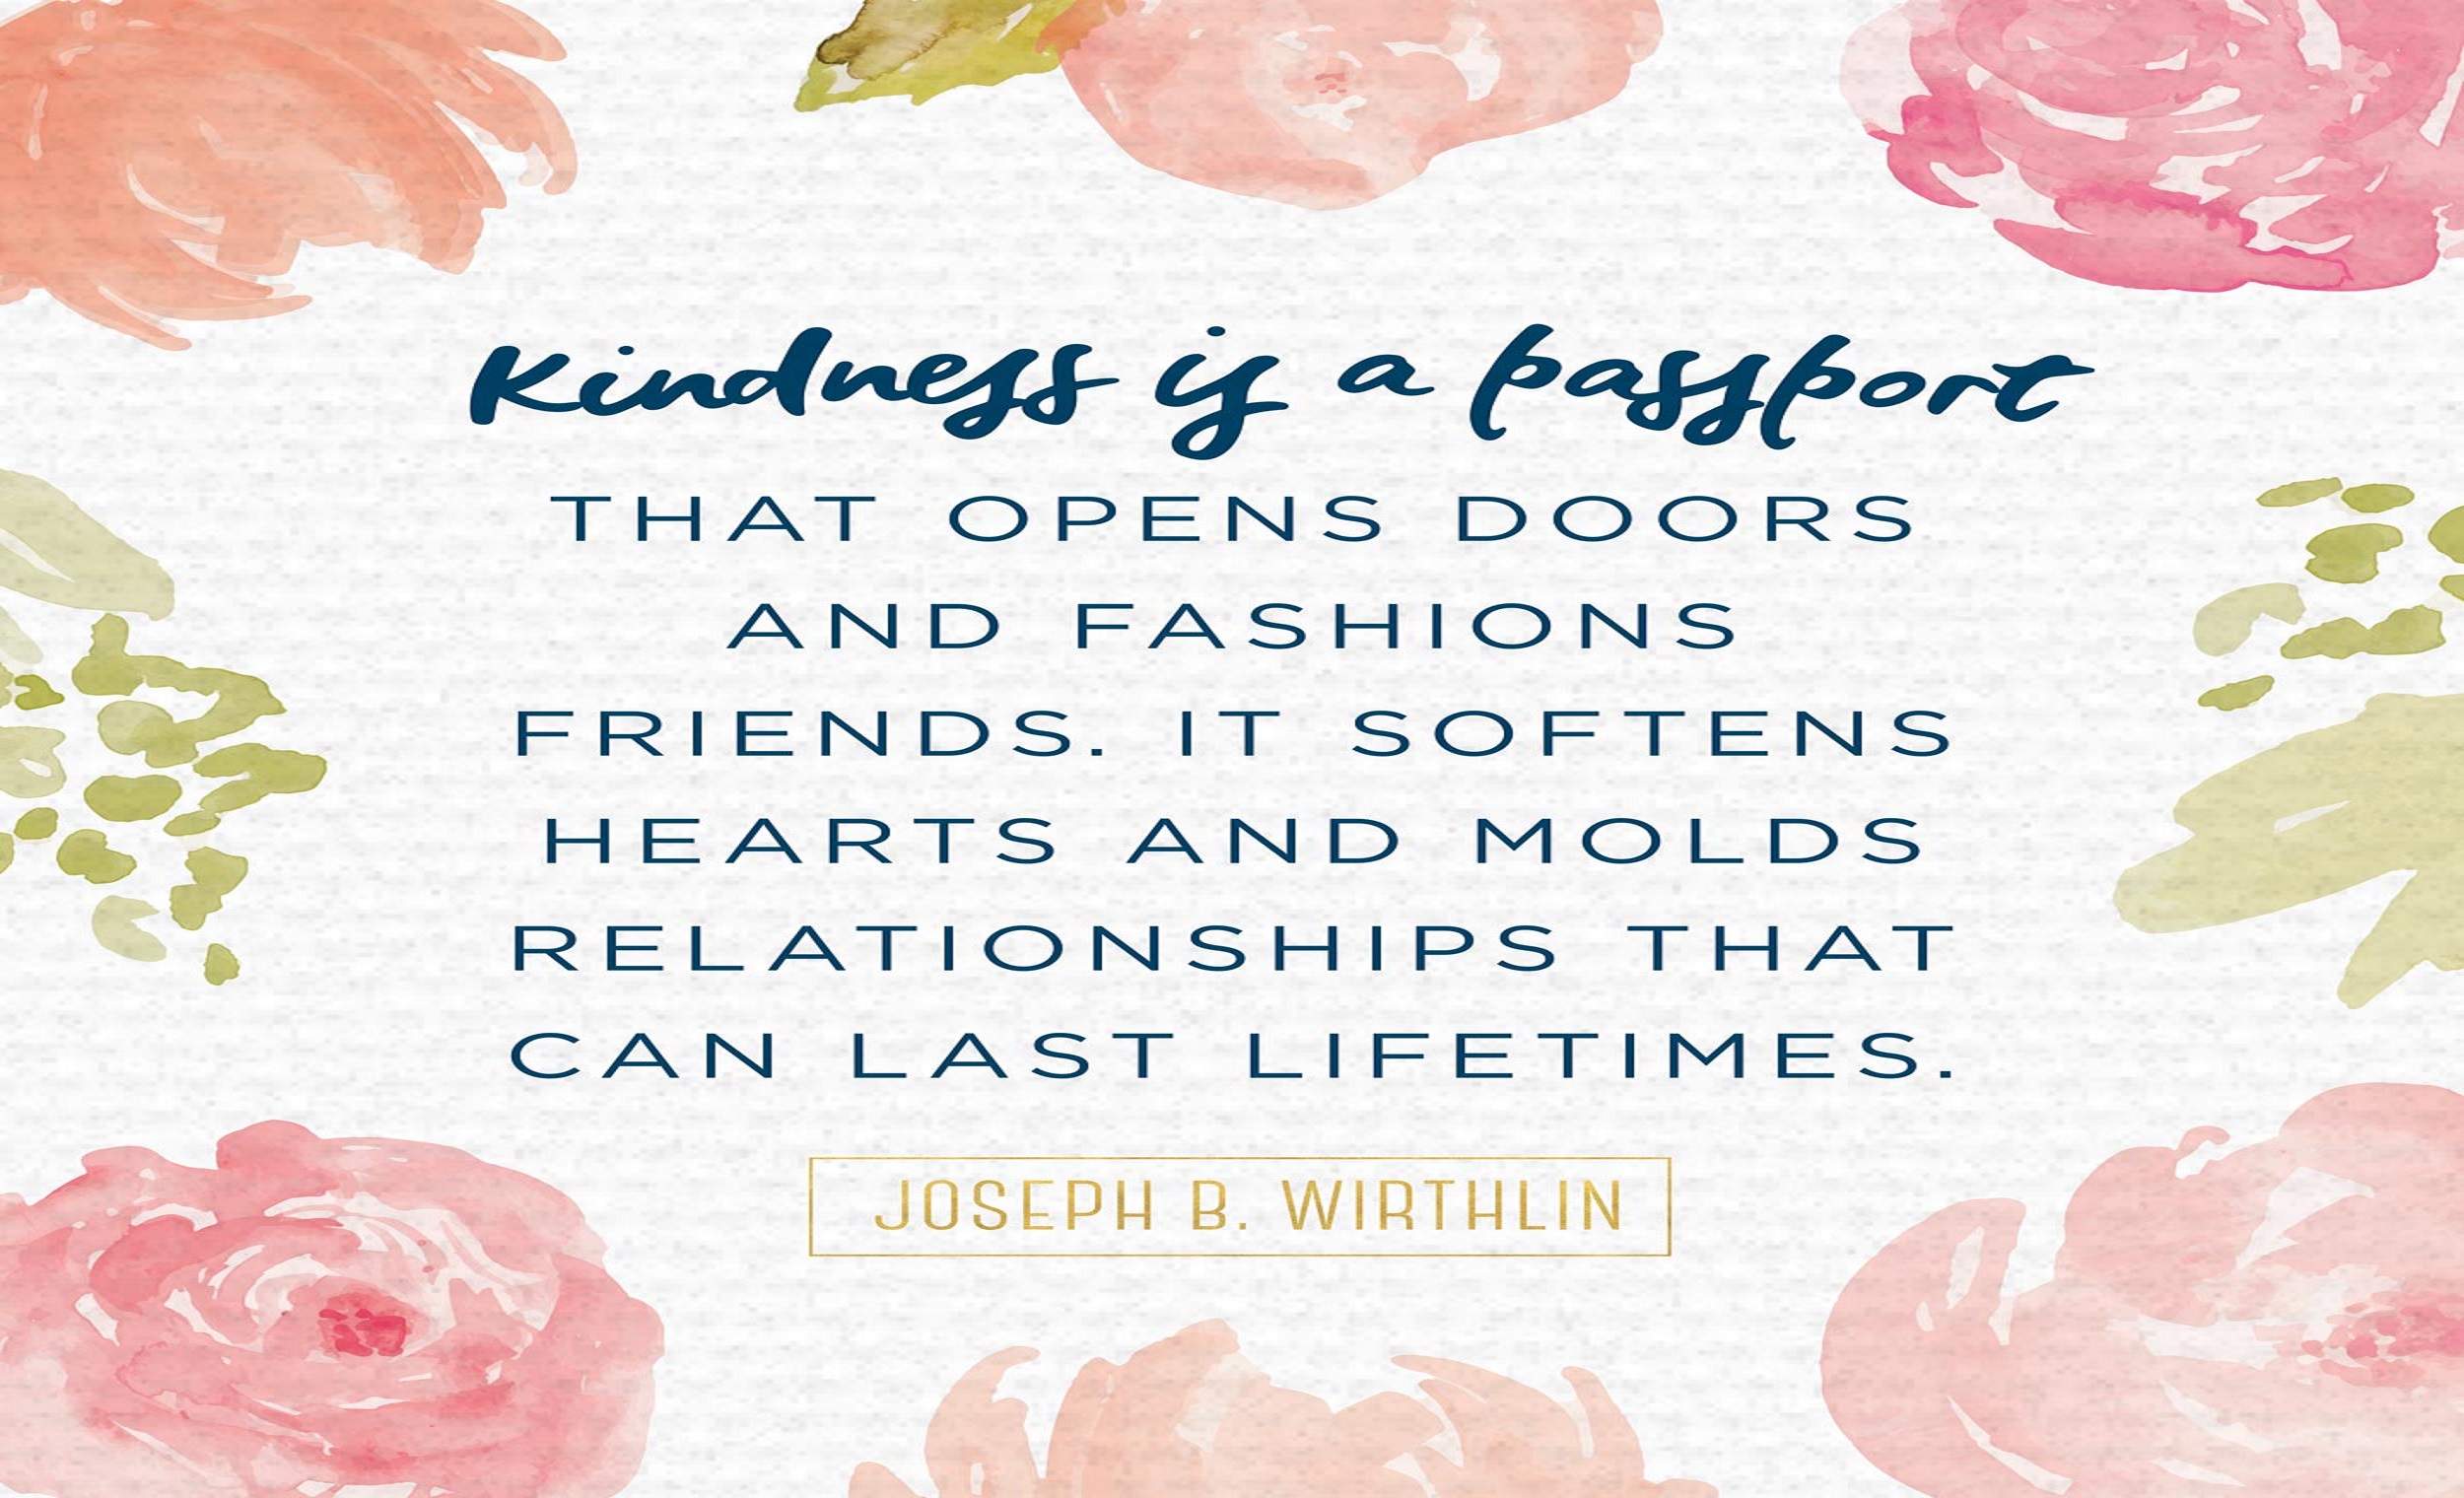 Kindness is a passport
THAT OPENS DOORS
AND FASHIONS
FRIENDS. IT SOFTENS
HEARTS AND MOLDS
RELATIONSHIPS THAT
CAN LAST LIFETIMES.
JOSEPH B. WIRTHLIN